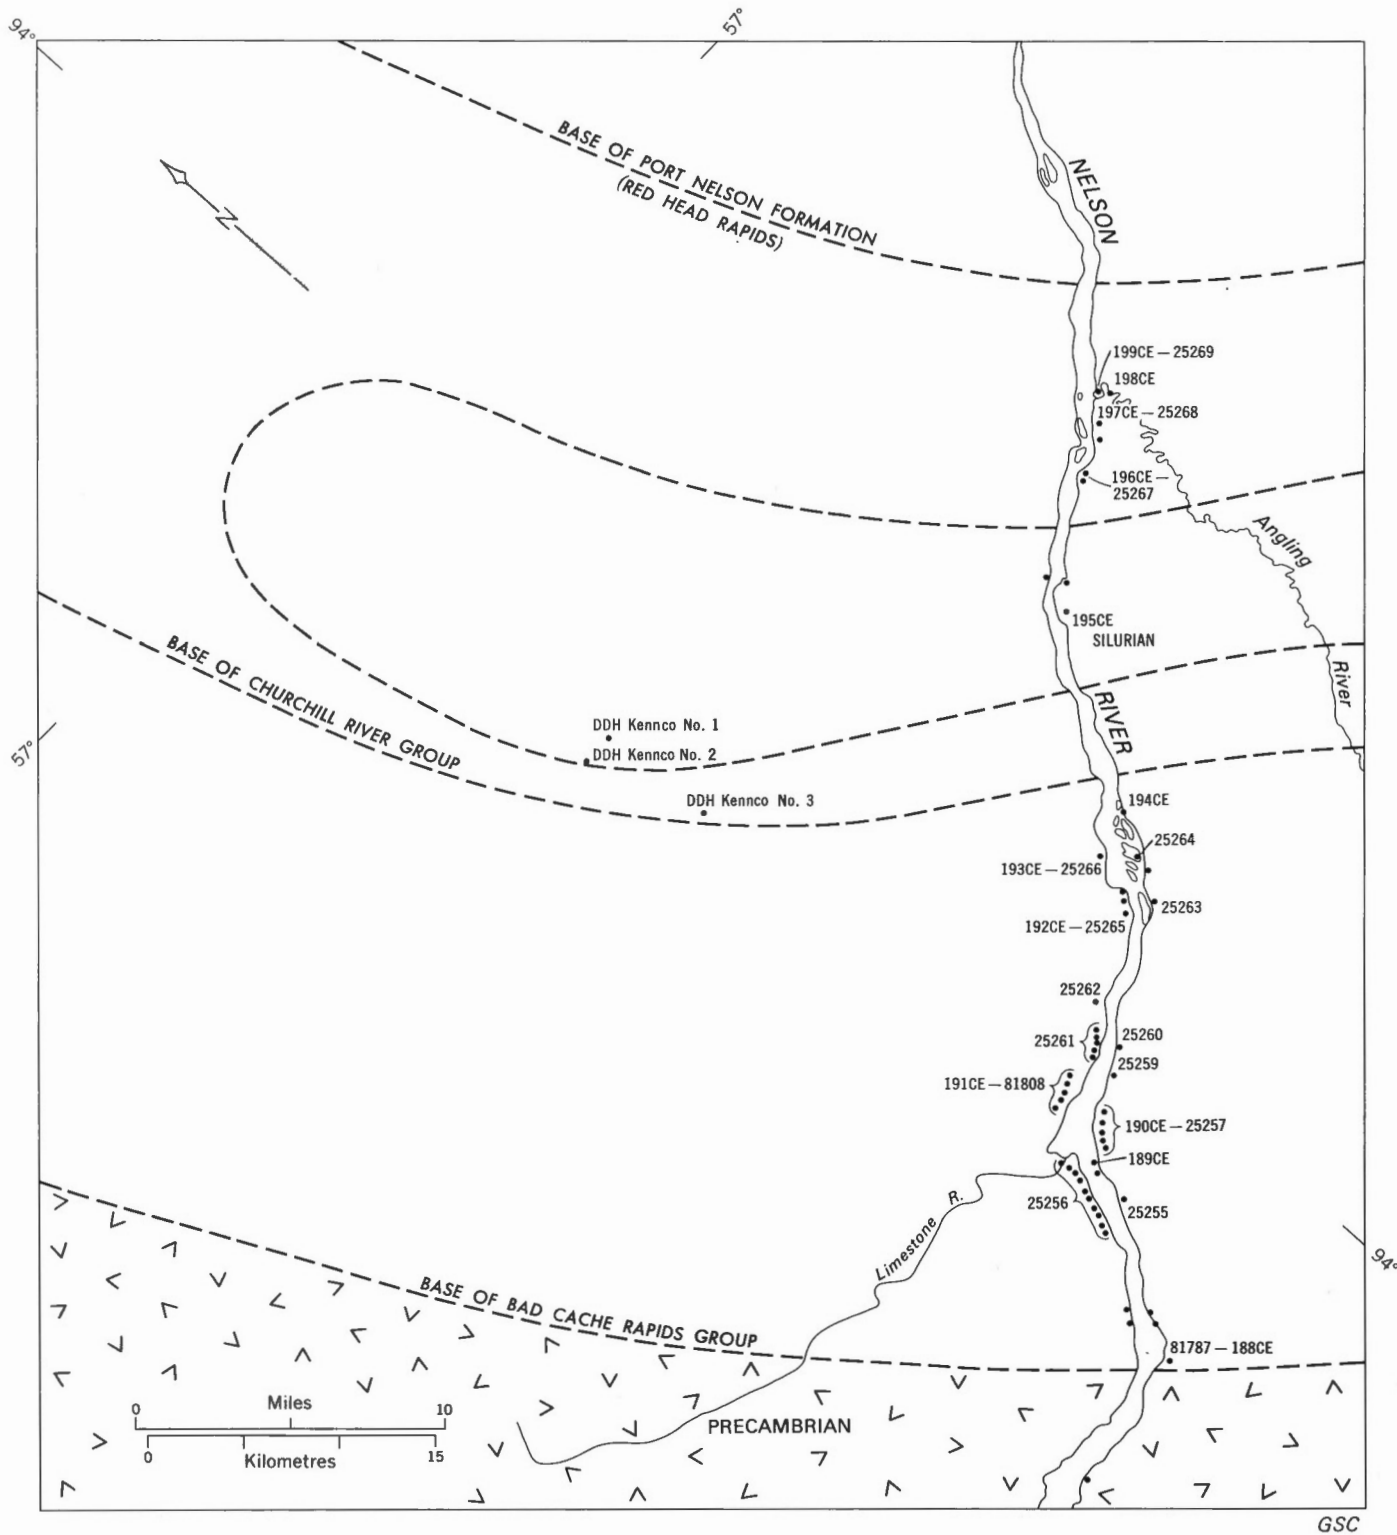 94°
57°
N
BASE OF PORT NELSON FORMATION
(RED HEAD RAPIDS)
NELSON
199CE — 25269
198CE
197CE — 25268
196CE —
25267
Angling
195CE
SILURIAN
River
BASE OF CHURCHILL RIVER GROUP
RIVER
57°
DDH Kennco No. 1
DDH Kennco No. 2
DDH Kennco No. 3
194CE
25264
193CE — 25266
25263
192CE — 25265
25262
25261
25260
25259
191CE — 81808
190CE — 25257
189CE
25256
25255
Limestone R.
94°
BASE OF BAD CACHE RAPIDS GROUP
81787 — 188CE
Miles
0 10
0 15
Kilometres
PRECAMBRIAN
GSC